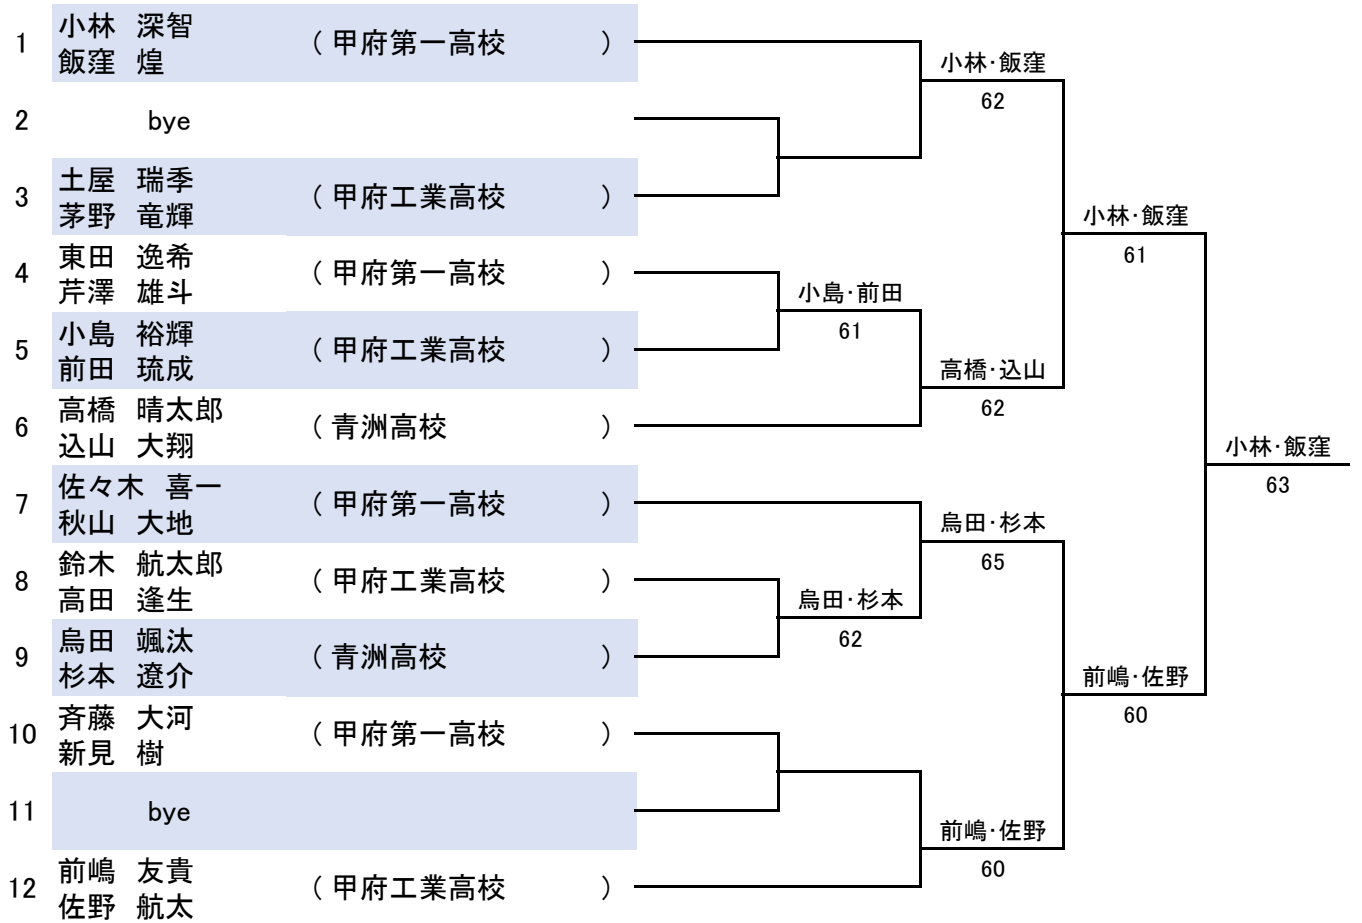 1 小林 深智 飯窪 煌 ( 甲府第一高校 )
2 bye
3 土屋 瑞季 茅野 竜輝 ( 甲府工業高校 )
4 東田 逸希 芹澤 雄斗 ( 甲府第一高校 )
5 小島 裕輝 前田 琉成 ( 甲府工業高校 )
6 高橋 晴太郎 込山 大翔 ( 青洲高校 )
7 佐々木 喜一 秋山 大地 ( 甲府第一高校 )
8 鈴木 航太郎 高田 逢生 ( 甲府工業高校 )
9 烏田 颯汰 杉本 遼介 ( 青洲高校 )
10 斉藤 大河 新見 樹 ( 甲府第一高校 )
11 bye
12 前嶋 友貴 佐野 航太 ( 甲府工業高校 )
小島・前田
61
烏田・杉本
62
小林・飯窪
62
高橋・込山
62
烏田・杉本
65
前嶋・佐野
60
小林・飯窪
61
前嶋・佐野
60
小林・飯窪
63